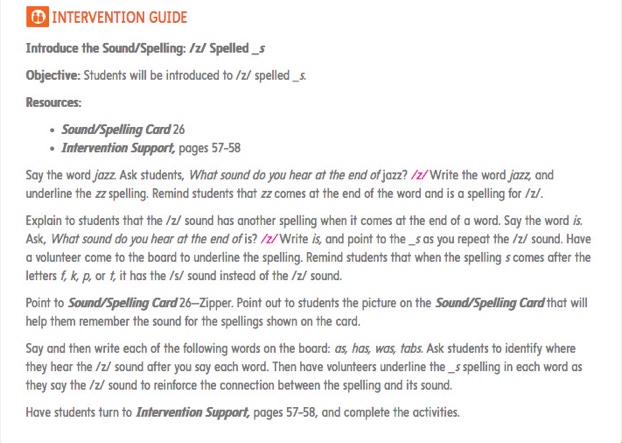 INTERVENTION GUIDE
Introduce the Sound/Spelling: /z/ Spelled _s
Objective: Students will be introduced to /z/ spelled _s.
Resources:
• Sound/Spelling Card 26
• Intervention Support, pages 57-58
Say the word jazz. Ask students, What sound do you hear at the end of jazz? /z/ Write the word jazz, and
underline the zz spelling. Remind students that zz comes at the end of the word and is a spelling for /z/.
Explain to students that the /z/ sound has another spelling when it comes at the end of a word. Say the word is.
Ask, What sound do you hear at the end of is? /z/ Write is, and point to the _s as you repeat the /z/ sound. Have
a volunteer come to the board to underline the spelling. Remind students that when the spelling s comes after the
letters f, k, p, or t, it has the /s/ sound instead of the /z/ sound.
Point to Sound/Spelling Card 26—Zipper. Point out to students the picture on the Sound/Spelling Card that will
help them remember the sound for the spellings shown on the card.
Say and then write each of the following words on the board: as, has, was, tabs. Ask students to identify where
they hear the /z/ sound after you say each word. Then have volunteers underline the _s spelling in each word as
they say the /z/ sound to reinforce the connection between the spelling and its sound.
Have students turn to Intervention Support, pages 57-58, and complete the activities.